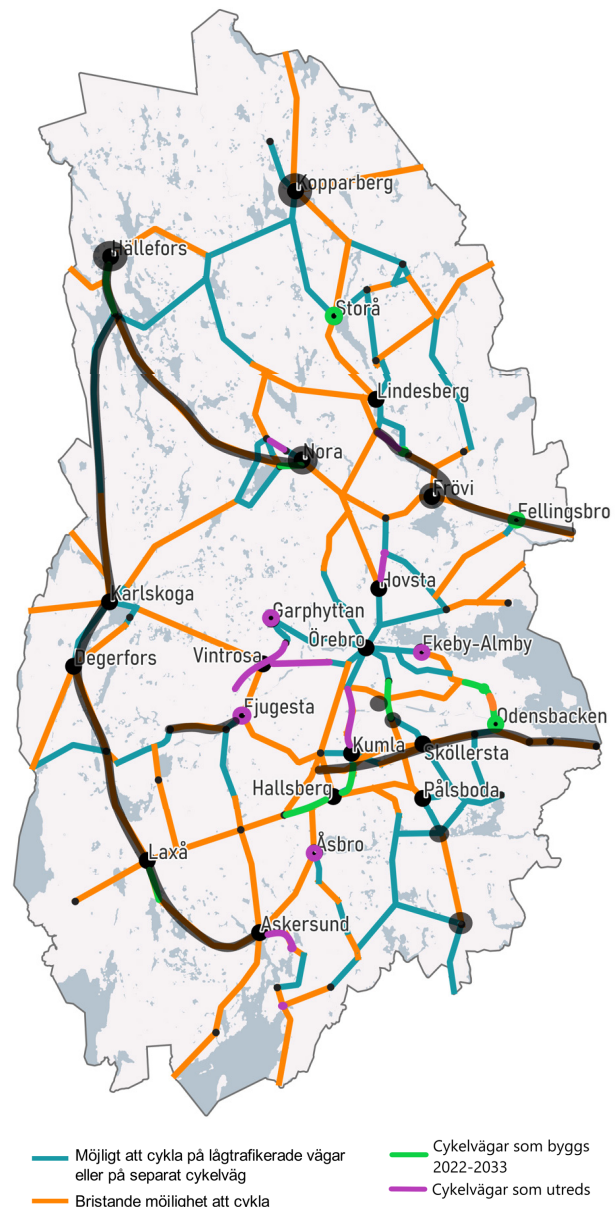 Kopparberg
Hällefors
Storå
Lindesberg
Nora
Frövi
Fellingsbro
Karlskoga
Hovsta
Garphyttan
Örebro
Ekeby-Almby
Vintrosa
Degerfors
Fjugesta
Odensbacken
Kumla
Sköllersta
Hallsberg
Pålsboda
Åsbro
Laxå
Askersund
Möjligt att cykla på lågtrafikerade vägar
eller på separat cykelväg
Bristande möjlighet att cykla
Cykelvägar som byggs
2022-2033
Cykelvägar som utreds